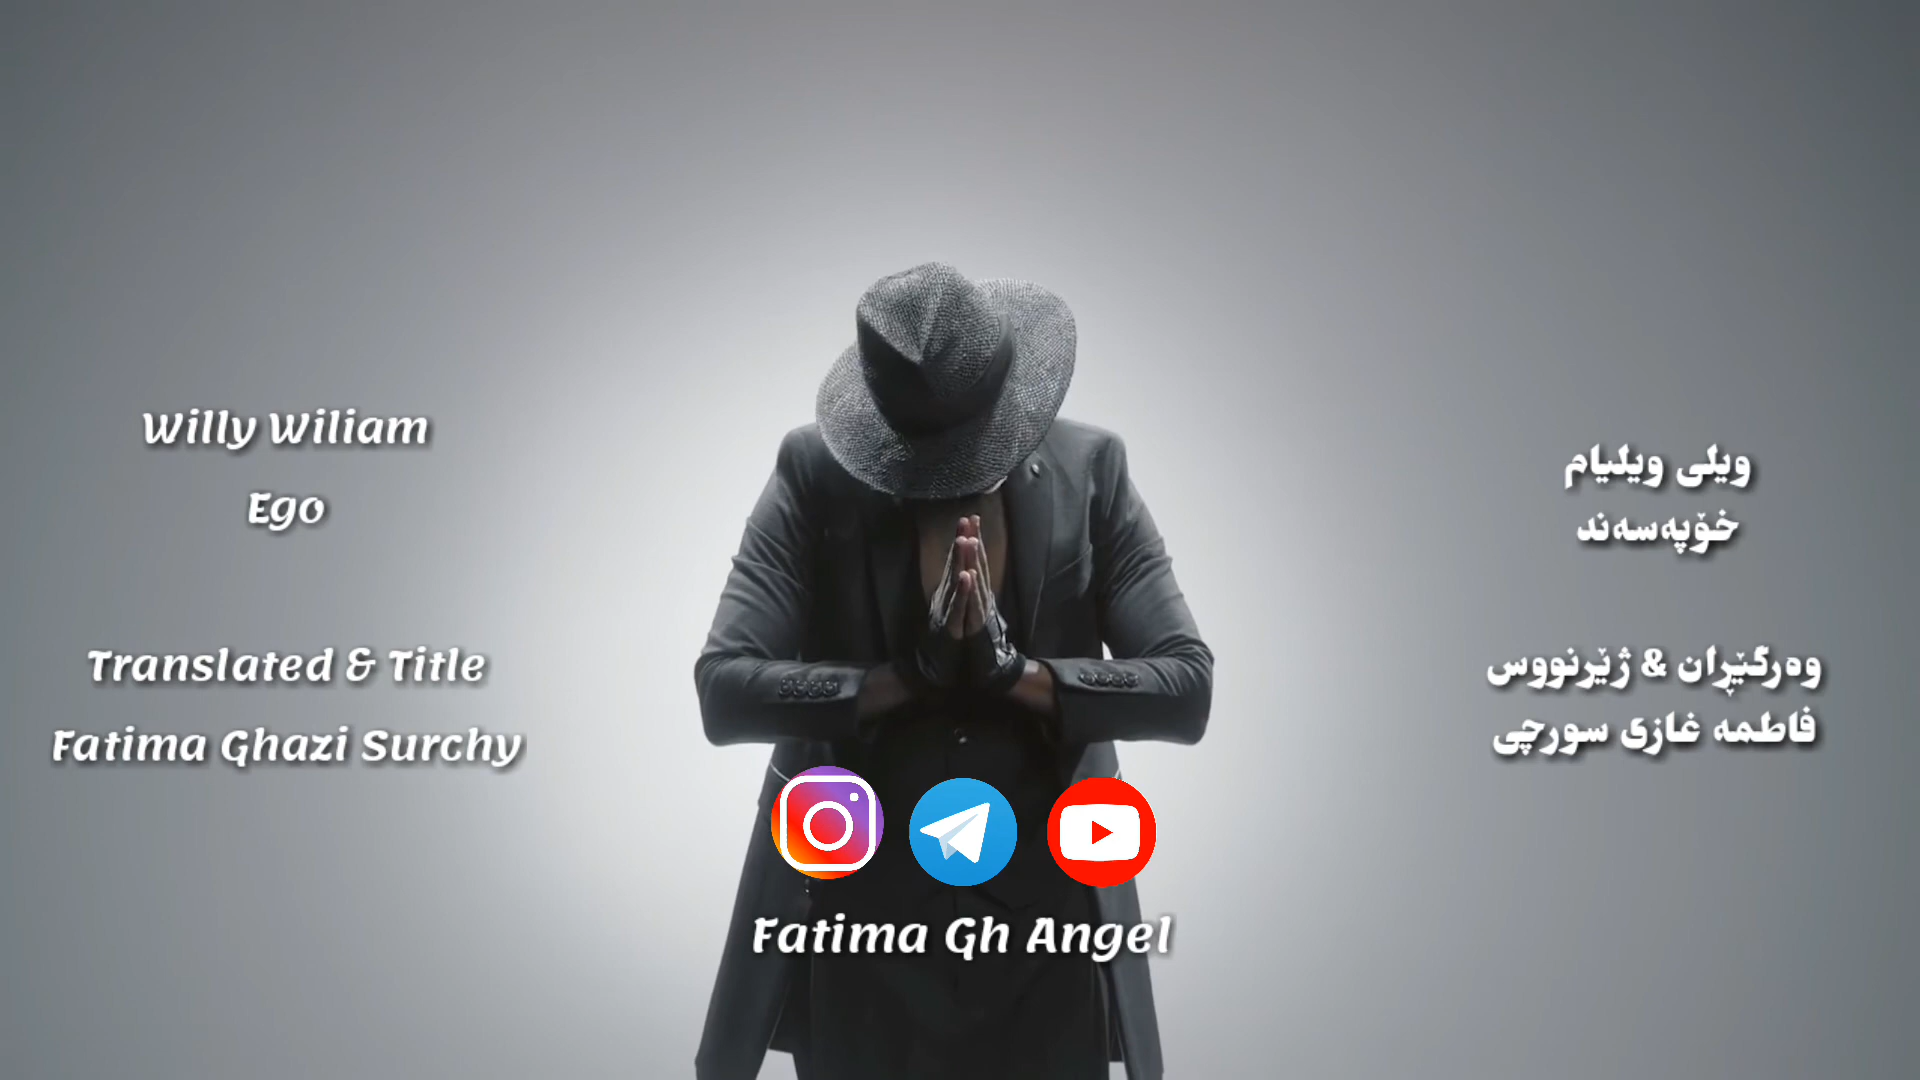 Willy Wiliam
Ego
Translated & Title
Fatima Ghazi Surchy
ویلی ویلیام
خۆپەسەند
وەرگێڕان & ژێرنووس
فاطمە غازی سورچی
Fatima Gh Angel